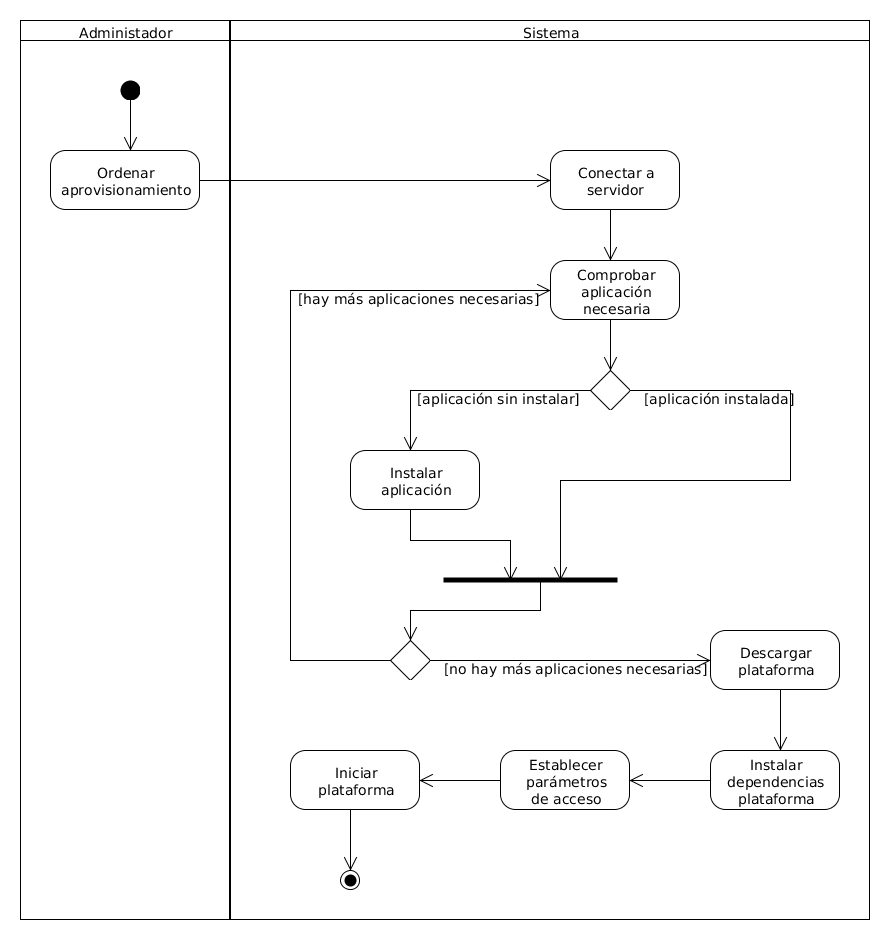 Administador
Sistema
Ordenar
aprovisionamiento
Conectar a
servidor
Comprobar
aplicación
necesaria
[hay más aplicaciones necesarias]
[aplicación sin instalar]
[aplicación instalada]
Instalar
aplicación
[no hay más aplicaciones necesarias]
Descargar
plataforma
Iniciar
plataforma
Establecer
parámetros
de acceso
Instalar
dependencias
plataforma